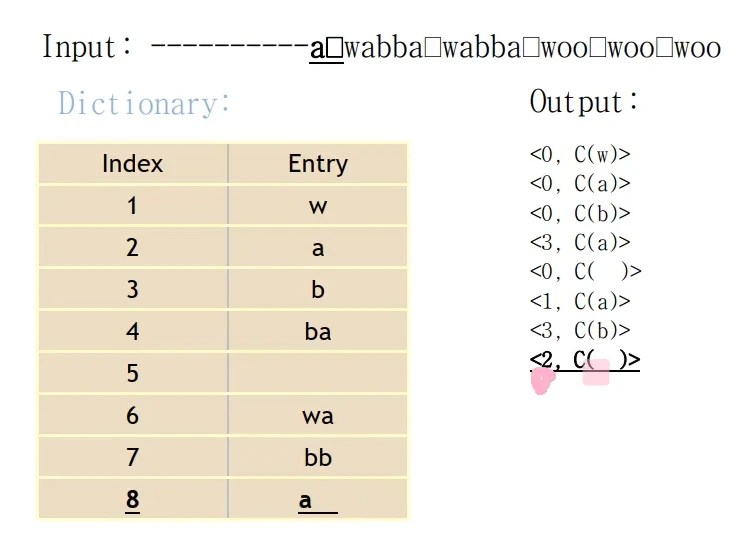 Input: ----------a□wabba□wabba□woo□woo□woo
Dictionary:
Output:
Index Entry
1 w
2 a
3 b
4 ba
5
6 wa
7 bb
8 a__
<0, C(w)>
<0, C(a)>
<0, C(b)>
<3, C(a)>
<0, C( )>
<1, C(a)>
<3, C(b)>
<2, C( )>